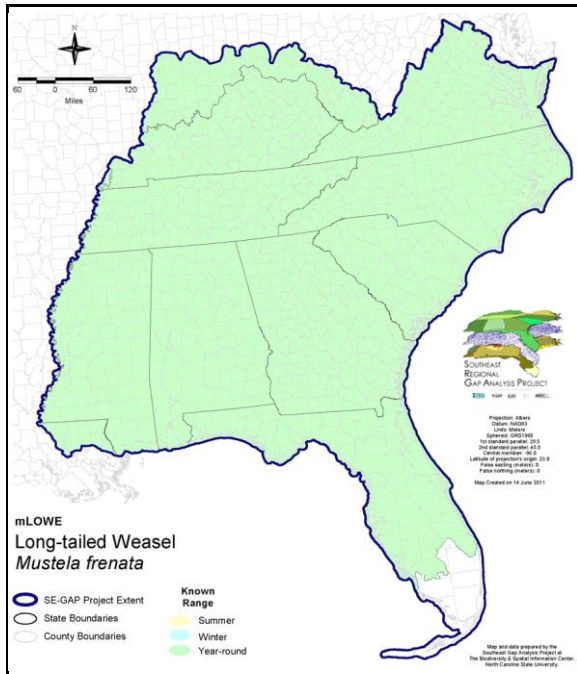 N
60 0 60 120
Miles
SOUTHEAST
REGIONAL
GAP ANALYSIS PROJECT
Projection: Albers
Datum: NAD83
Units: Meters
Spheroid: GRS1980
1st standard parallel: 29.5
2nd standard parallel: 45.5
Central meridian: -96.0
Latitude of projection's origin: 23.0
False easting (meters): 0
False northing (meters): 0
Map Created on 14 June 2011
mLOWE
Long-tailed Weasel
Mustela frenata
SE-GAP Project Extent
State Boundaries
County Boundaries
Known
Range
Summer
Winter
Year-round
Map and data prepared by the
Southeast Gap Analysis Project at
The Biodiversity & Spatial Information Center,
North Carolina State University.